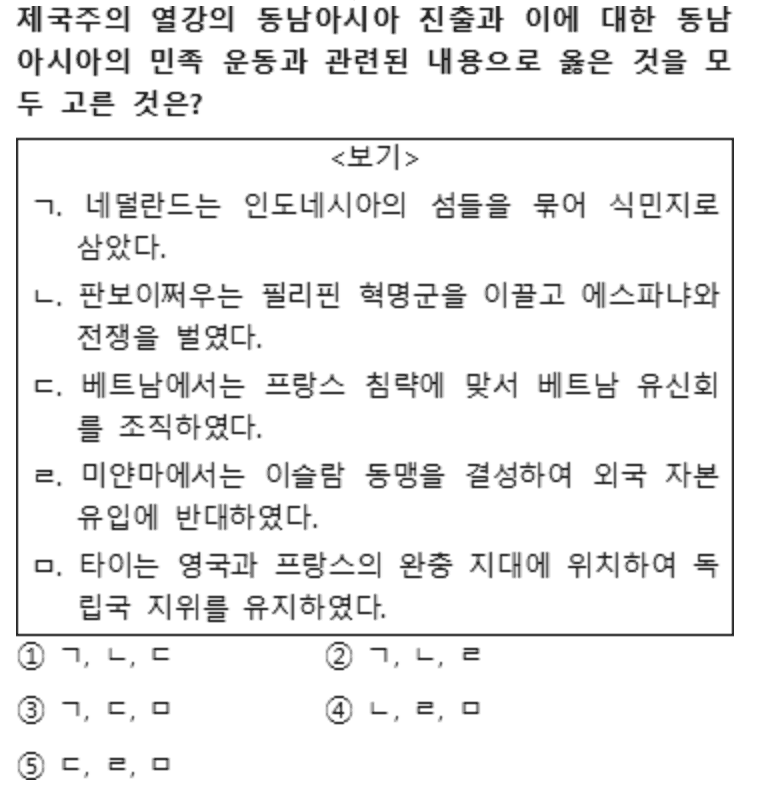 제국주의 열강의 동남아시아 진출과 이에 대한 동남
아시아의 민족 운동과 관련된 내용으로 옳은 것을 모
두 고른 것은?
<보기>
ㄱ. 네덜란드는 인도네시아의 섬들을 묶어 식민지로
삼았다.
ㄴ. 판보이쩌우는 필리핀 혁명군을 이끌고 에스파냐와
전쟁을 벌였다.
ㄷ. 베트남에서는 프랑스 침략에 맞서 베트남 유신회
를 조직하였다.
ㄹ. 미얀마에서는 이슬람 동맹을 결성하여 외국 자본
유입에 반대하였다.
ㅁ. 타이는 영국과 프랑스의 완충 지대에 위치하여 독
립국 지위를 유지하였다.
① ㄱ, ㄴ, ㄷ ② ㄱ, ㄴ, ㄹ
③ ㄱ, ㄷ, ㅁ ④ ㄴ, ㄹ, ㅁ
⑤ ㄷ, ㄹ, ㅁ